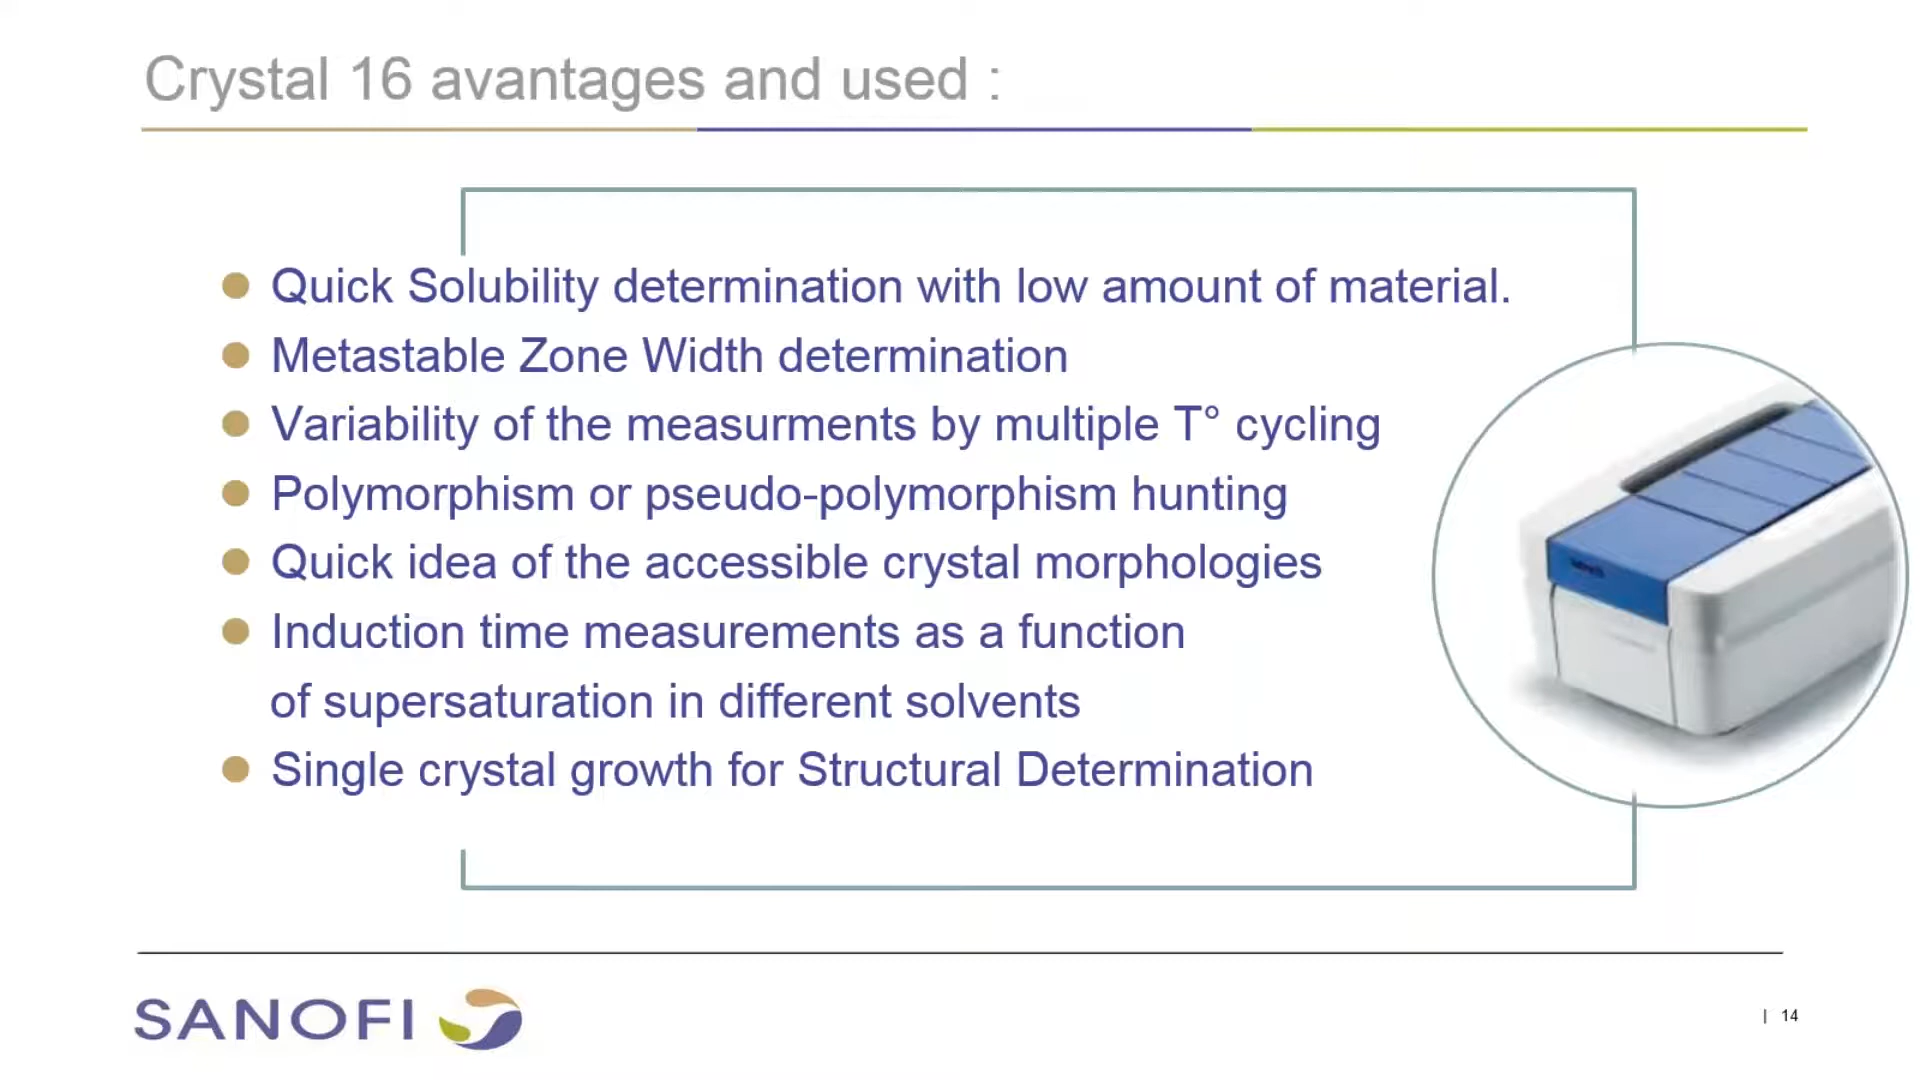 Crystal 16 avantages and used :
Quick Solubility determination with low amount of material.
Metastable Zone Width determination
Variability of the measurments by multiple T° cycling
Polymorphism or pseudo-polymorphism hunting
Quick idea of the accessible crystal morphologies
Induction time measurements as a function
of supersaturation in different solvents
Single crystal growth for Structural Determination
SANOFI
| 14